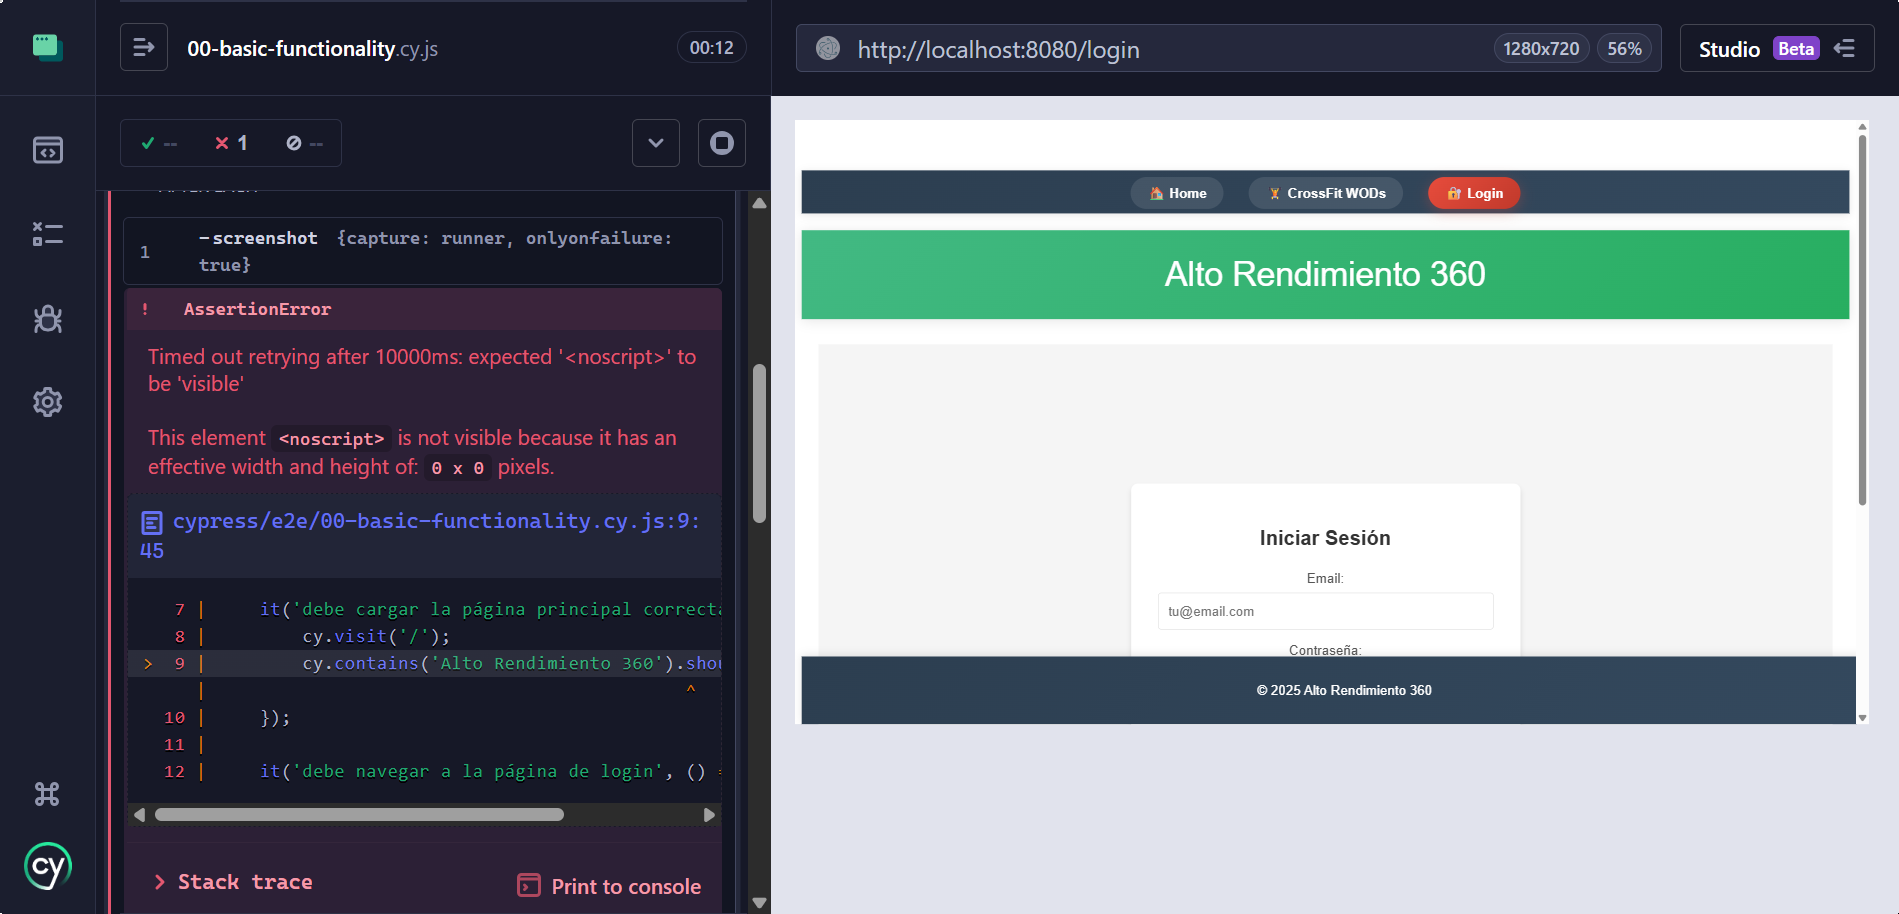 00-basic-functionality.cy.js
00:12
--
1
--
1
-screenshot {capture: runner, onlyonfailure:
true}
! AssertionError
Timed out retrying after 10000ms: expected '<noscript>' to
be 'visible'
This element <noscript> is not visible because it has an
effective width and height of: 0 x 0 pixels.
cypress/e2e/00-basic-functionality.cy.js:9:
45
7 | it('debe cargar la página principal correcta
8 | cy.visit('/');
> 9 | cy.contains('Alto Rendimiento 360').shou
| ^
10 | });
11 |
12 | it('debe navegar a la página de login', () =
> Stack trace
Print to console
cy
http://localhost:8080/login
1280x720
56%
Studio Beta
Home
CrossFit WODs
Login
Alto Rendimiento 360
Iniciar Sesión
Email:
tu@email.com
Contraseña:
© 2025 Alto Rendimiento 360